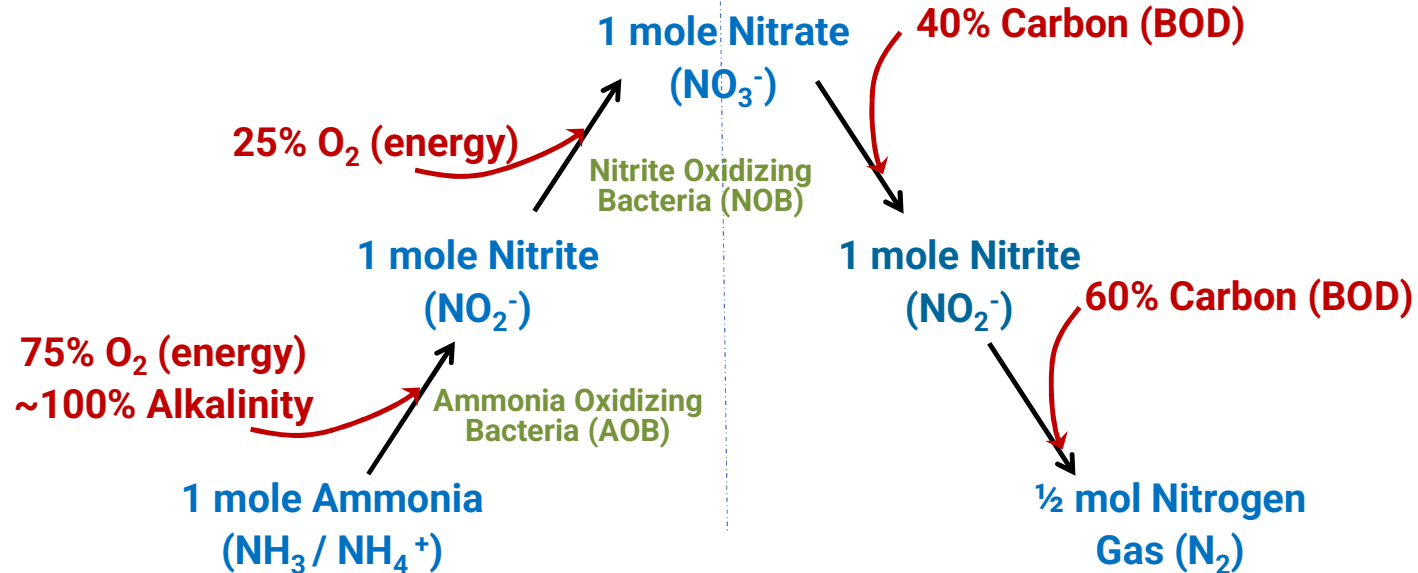 1 mole Nitrate
(NO₃⁻)
40% Carbon (BOD)
25% O₂ (energy)
Nitrite Oxidizing
Bacteria (NOB)
1 mole Nitrite
(NO₂⁻)
1 mole Nitrite
(NO₂⁻)
60% Carbon (BOD)
75% O₂ (energy)
~100% Alkalinity
Ammonia Oxidizing
Bacteria (AOB)
1 mole Ammonia
(NH₃ / NH₄⁺)
½ mol Nitrogen
Gas (N₂)